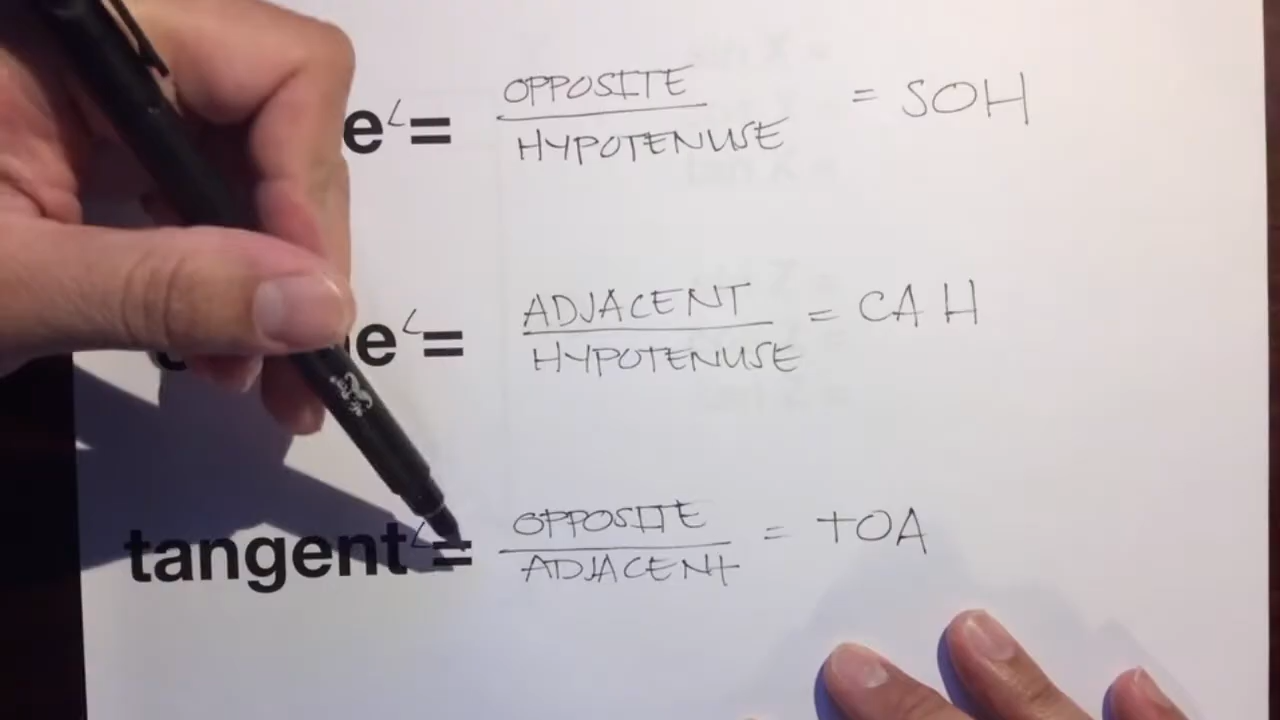 e∠ = OPPOSITE = SOH
HYPOTENUSE
e∠ = ADJACENT = CAH
HYPOTENUSE
tangent∠ = OPPOSITE = TOA
ADJACENT